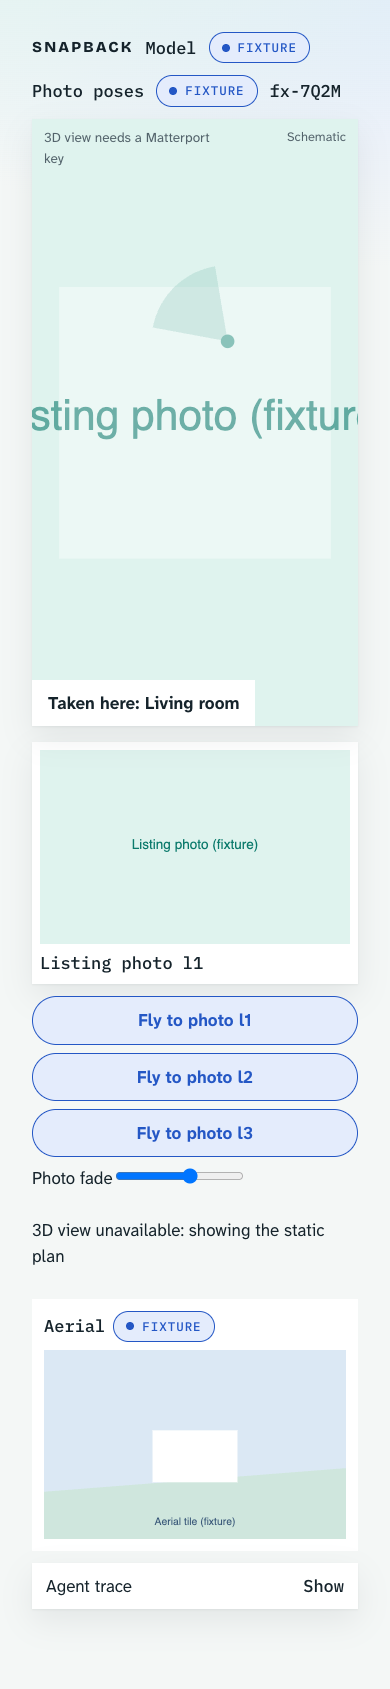 SNAPBACK Model FIXTURE
Photo poses FIXTURE fx-7Q2M
3D view needs a Matterport
key
Schematic
sting photo (fixtur
Taken here: Living room
Listing photo (fixture)
Listing photo l1
Fly to photo l1
Fly to photo l2
Fly to photo l3
Photo fade
3D view unavailable: showing the static
plan
Aerial FIXTURE
Aerial tile (fixture)
Agent trace Show